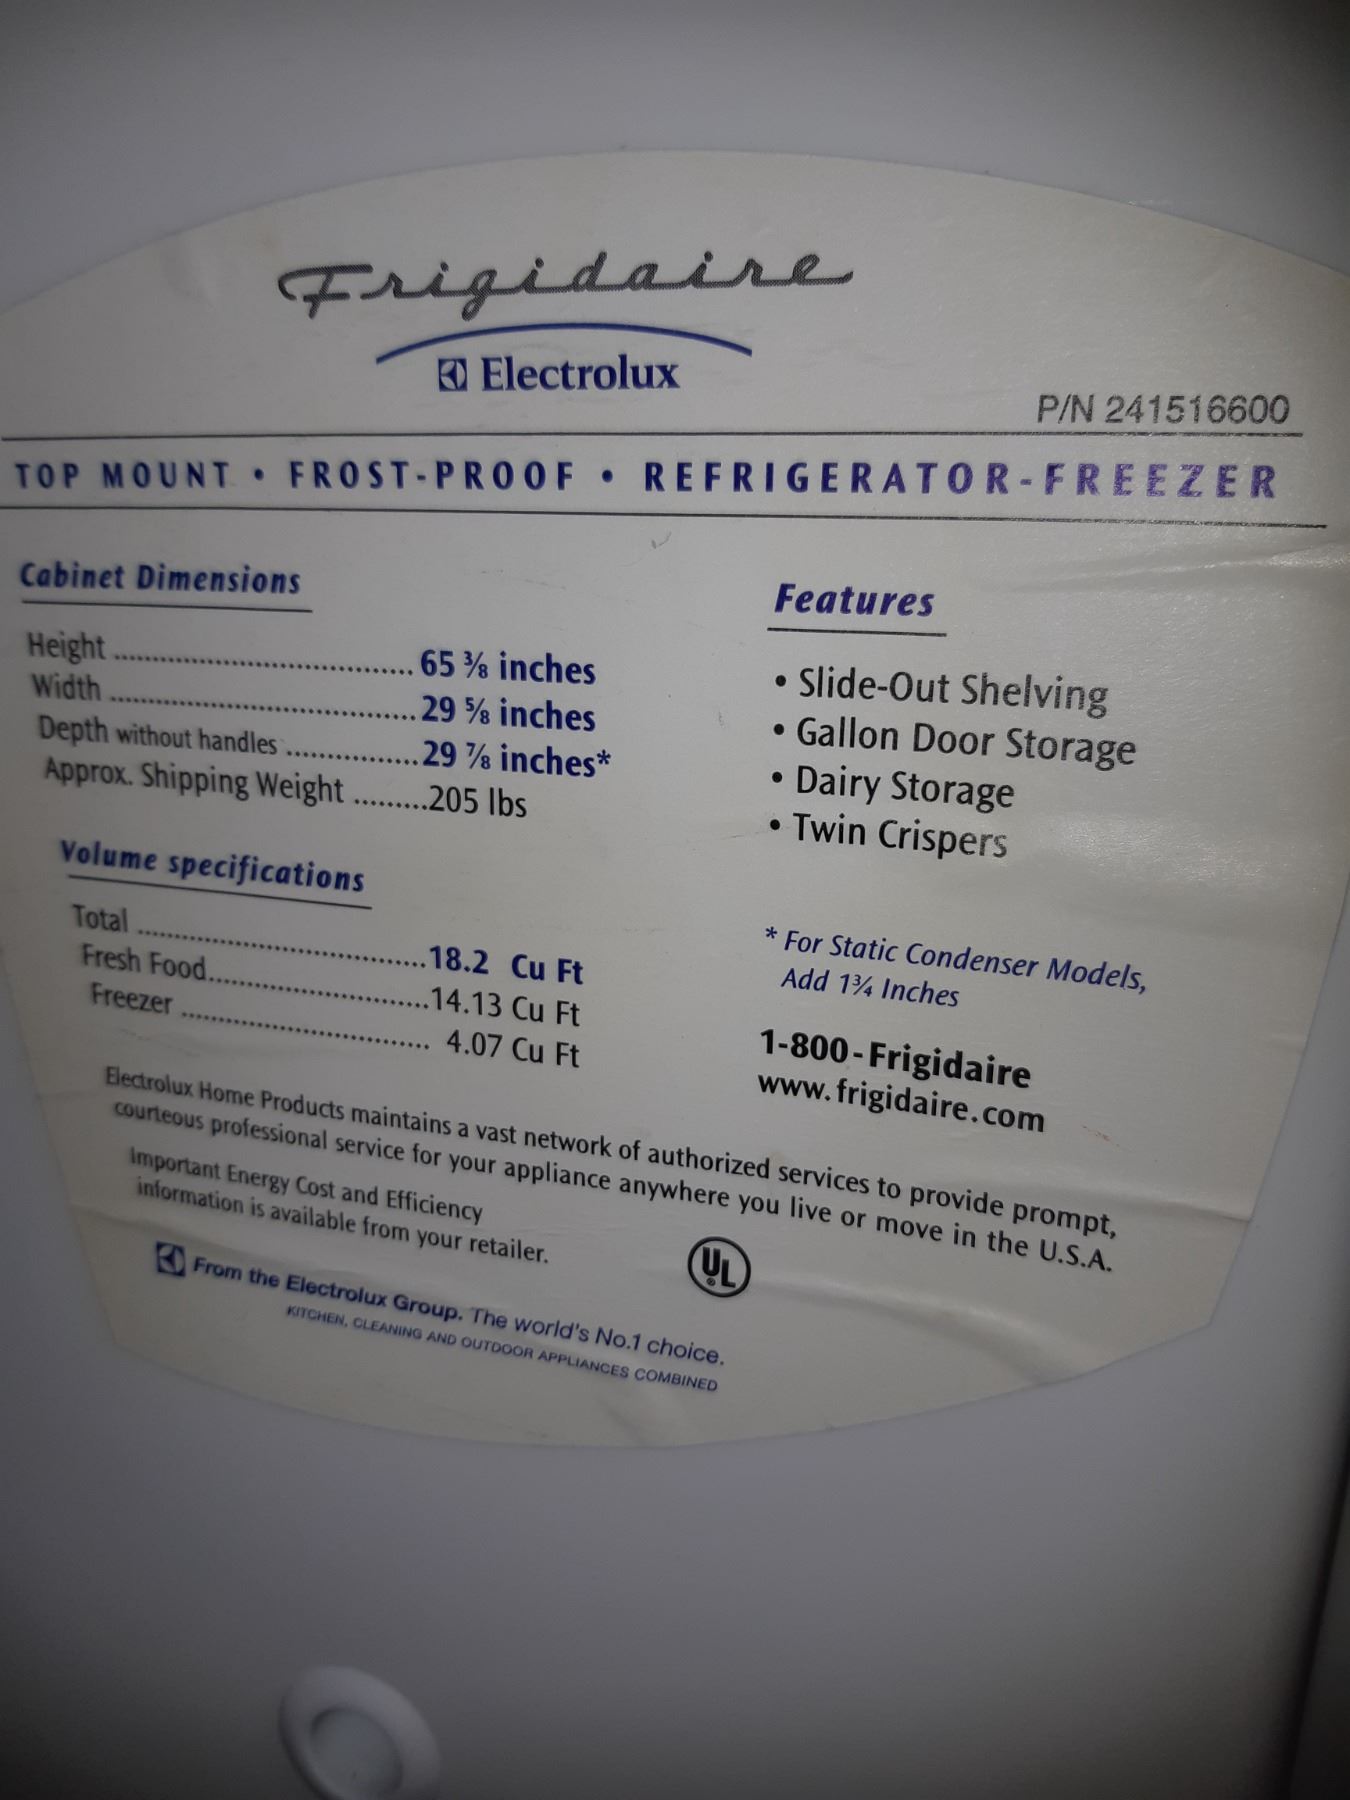 Frigidaire
Electrolux
P/N 241516600
TOP MOUNT • FROST-PROOF • REFRIGERATOR-FREEZER
Cabinet Dimensions
Height .................................... 65 ⅜ inches
Width ..................................... 29 ⅝ inches
Depth without handles ................ 29 ⅞ inches*
Approx. Shipping Weight .........205 lbs
Volume specifications
Total ...................................18.2 Cu Ft
Fresh Food...........................14.13 Cu Ft
Freezer .............................. 4.07 Cu Ft
Features
• Slide-Out Shelving
• Gallon Door Storage
• Dairy Storage
• Twin Crispers
* For Static Condenser Models,
Add 1¾ Inches
1-800-Frigidaire
www.frigidaire.com
Electrolux Home Products maintains a vast network of authorized services to provide prompt,
courteous professional service for your appliance anywhere you live or move in the U.S.A.
Important Energy Cost and Efficiency
information is available from your retailer.
UL
From the Electrolux Group. The world's No.1 choice.
KITCHEN, CLEANING AND OUTDOOR APPLIANCES COMBINED